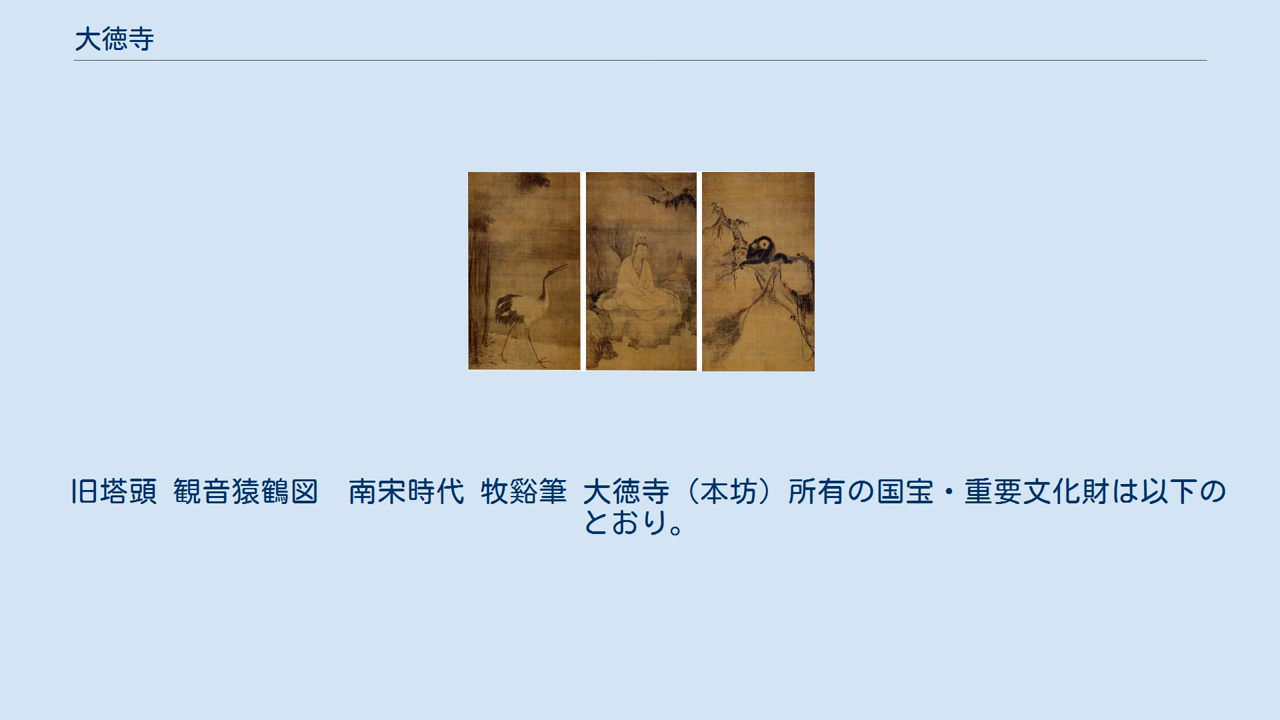 大徳寺
旧塔頭 観音猿鶴図　南宋時代 牧谿筆 大徳寺（本坊）所有の国宝・重要文化財は以下の
とおり。